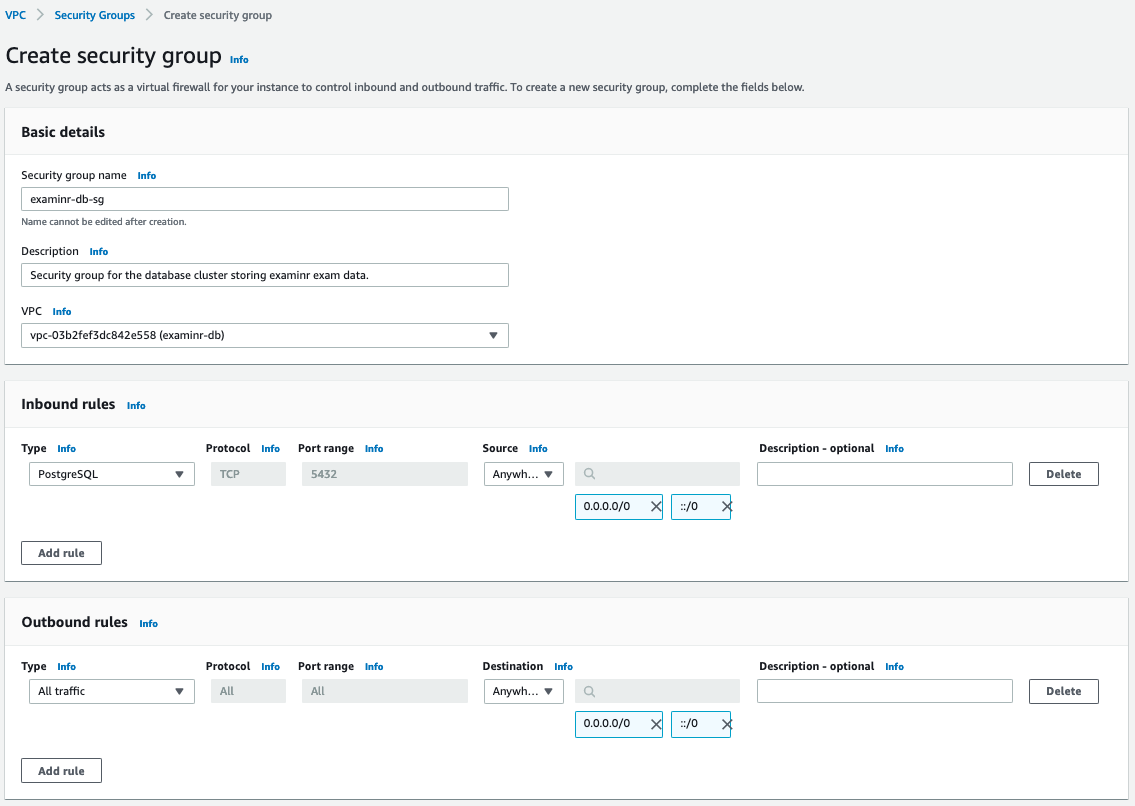 VPC > Security Groups > Create security group
Create security group Info
A security group acts as a virtual firewall for your instance to control inbound and outbound traffic. To create a new security group, complete the fields below.
Basic details
Security group name Info
examinr-db-sg
Name cannot be edited after creation.
Description Info
Security group for the database cluster storing examinr exam data.
VPC Info
vpc-03b2fef3dc842e558 (examinr-db)
Inbound rules Info
Type Info Protocol Info Port range Info Source Info Description - optional Info
PostgreSQL TCP 5432 Anywh... Delete
0.0.0.0/0 ::/0
Add rule
Outbound rules Info
Type Info Protocol Info Port range Info Destination Info Description - optional Info
All traffic All All Anywh... Delete
0.0.0.0/0 ::/0
Add rule